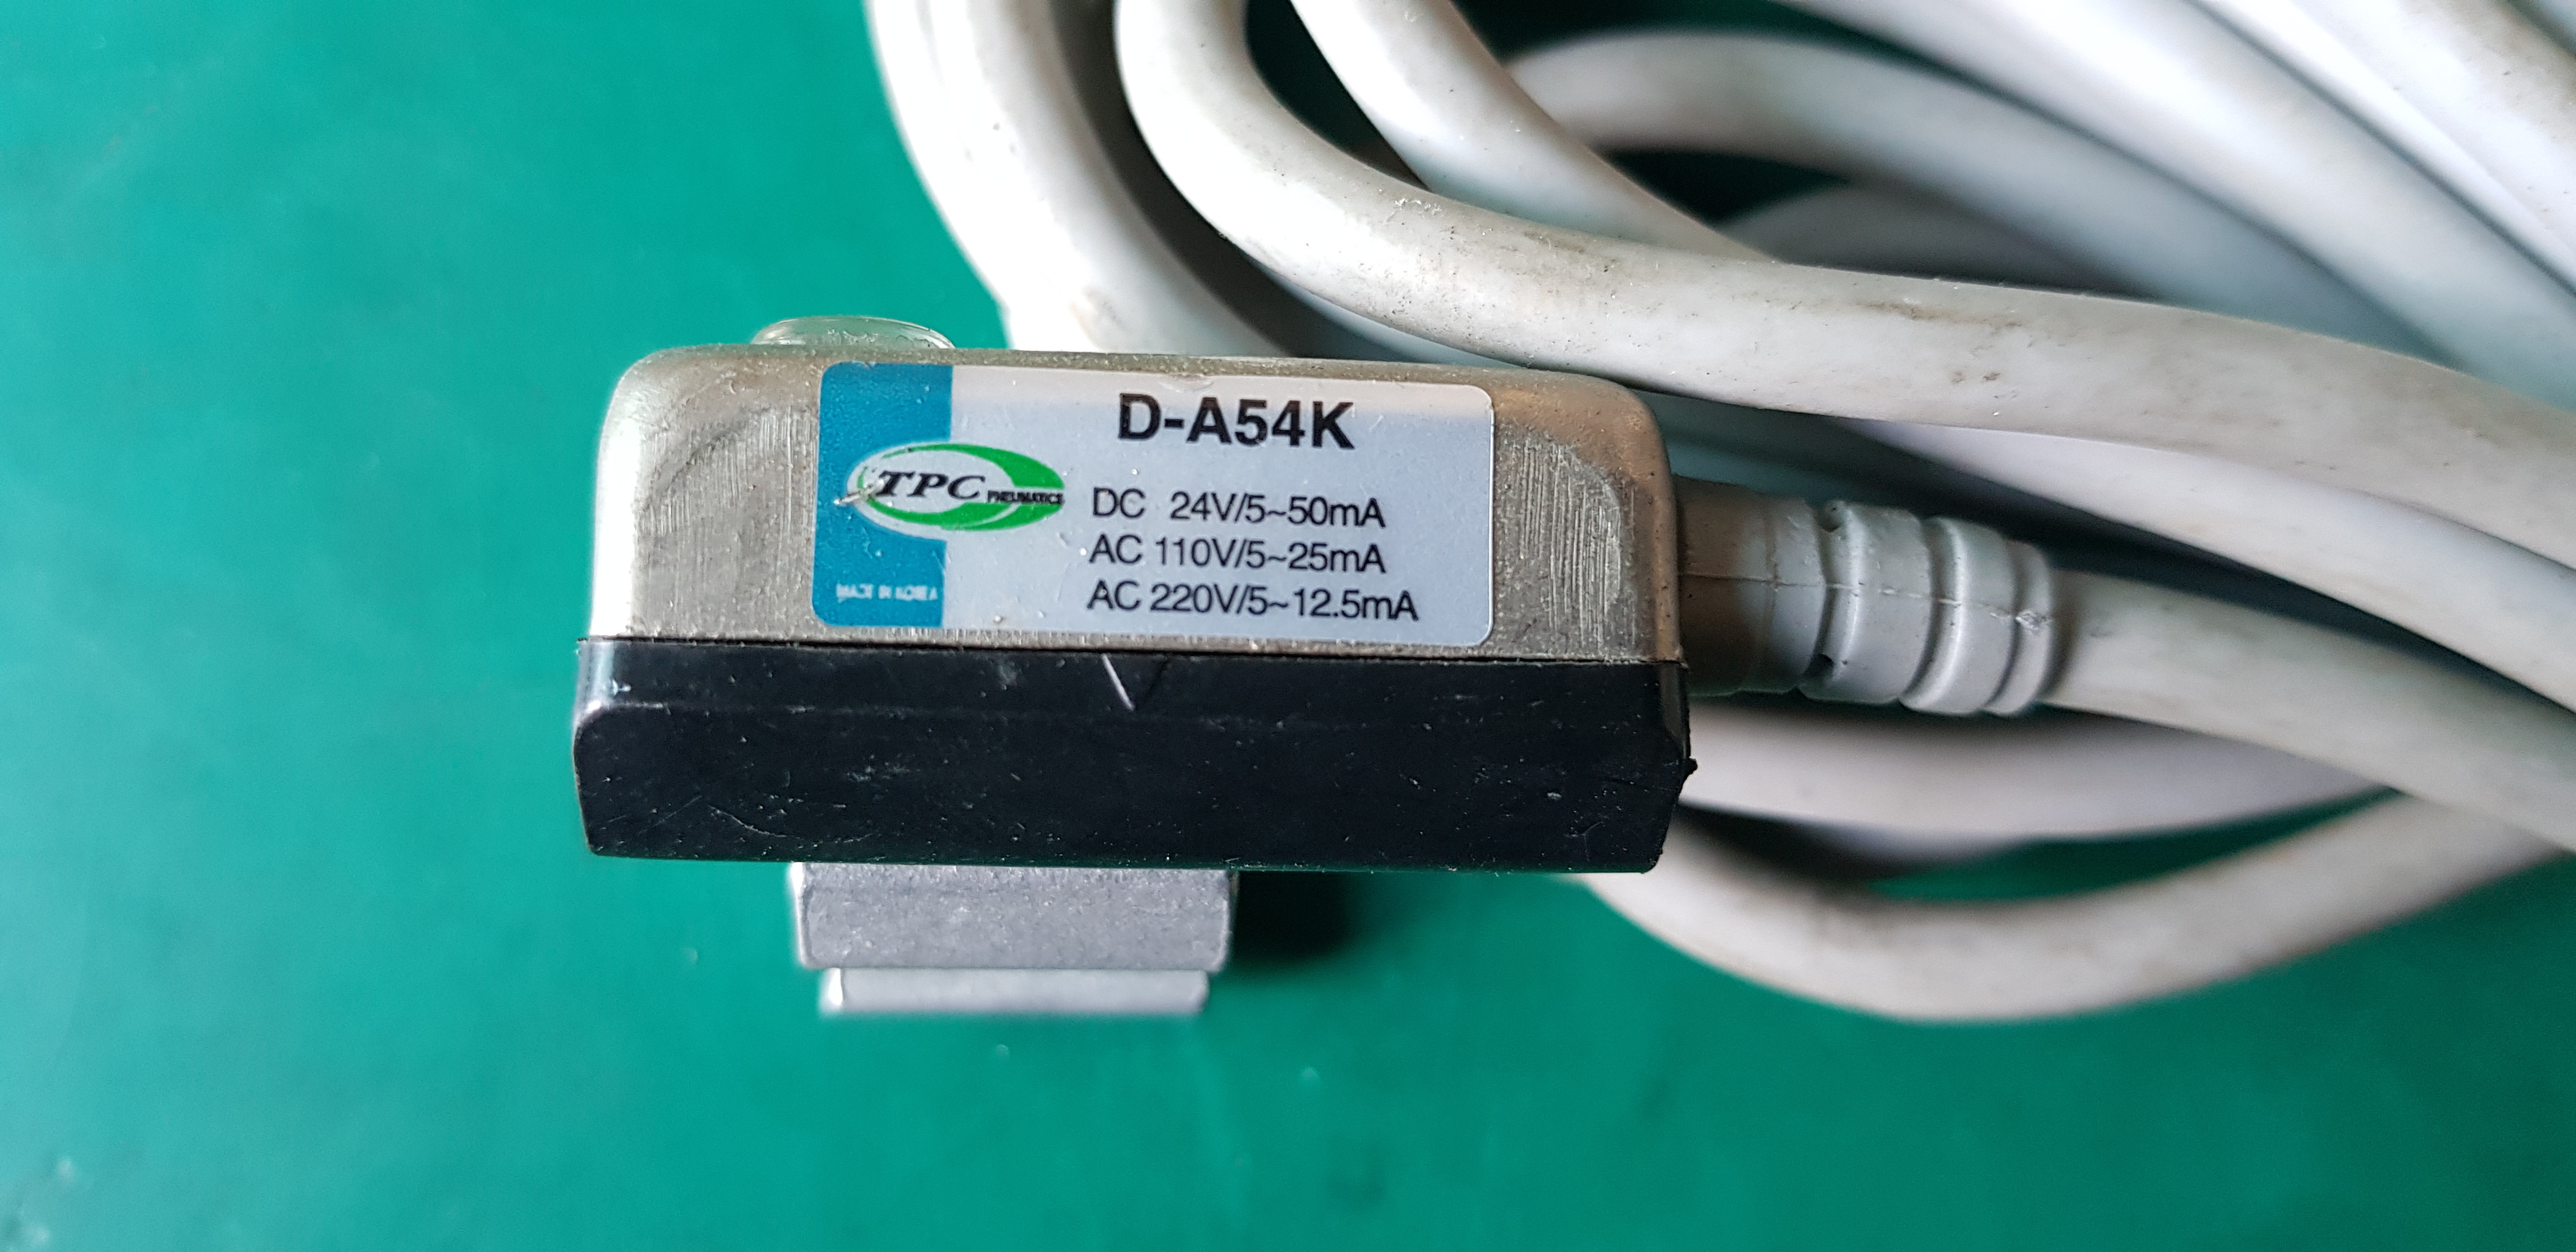 D-A54K
TPC PNEUMATICS
DC 24V/5~50mA
AC 110V/5~25mA
AC 220V/5~12.5mA
MADE IN KOREA